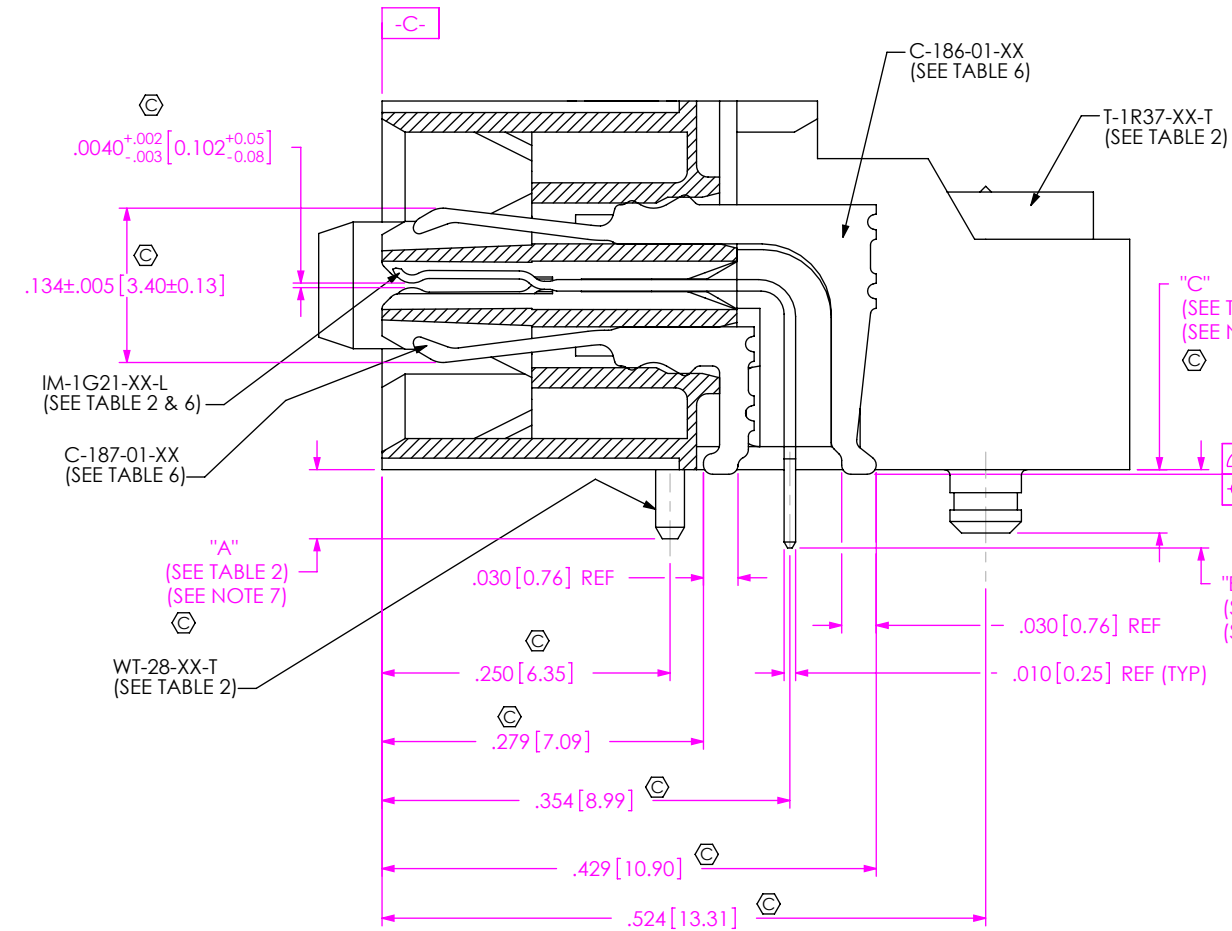 -C-
C-186-01-XX
(SEE TABLE 6)
T-1R37-XX-T
(SEE TABLE 2)
C
.0040 +.002 -.003 [0.102 +0.05 -0.08]
C
.134±.005 [3.40±0.13]
"C"
(SEE
(SEE
C
IM-1G21-XX-L
(SEE TABLE 2 & 6)
C-187-01-XX
(SEE TABLE 6)
"A"
(SEE TABLE 2)
(SEE NOTE 7)
C
.030 [0.76] REF
.030 [0.76] REF
WT-28-XX-T
(SEE TABLE 2)
C
.250 [6.35]
.010 [0.25] REF (TYP)
C
.279 [7.09]
.354 [8.99] C
.429 [10.90] C
.524 [13.31] C